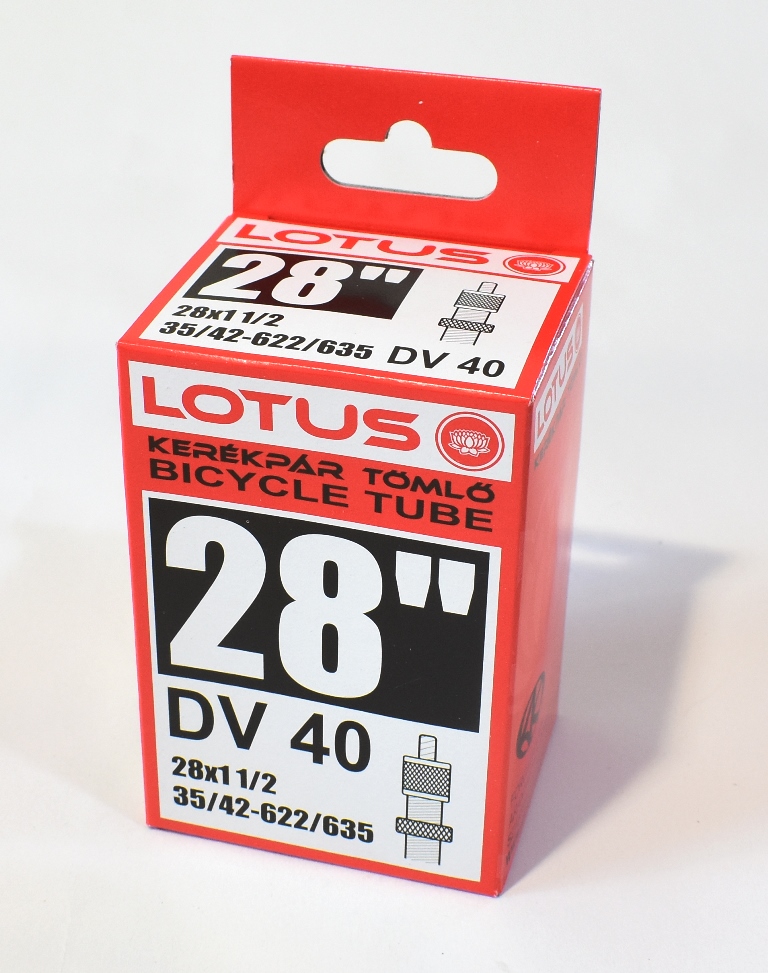 LOTUS
28"
28x1 1/2
35/42-622/635 DV 40
LOTUS
KERÉKPÁR TÖMLŐ
BICYCLE TUBE
28"
DV 40
28x1 1/2
35/42-622/635
LOTUS